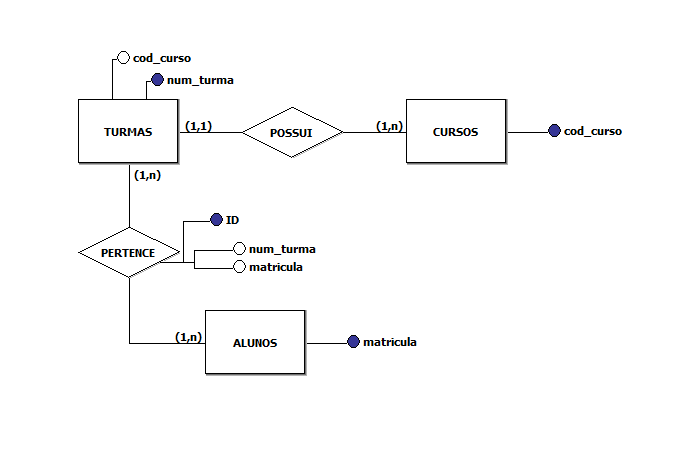 cod_curso
num_turma
TURMAS
(1,1)
POSSUI
(1,n)
CURSOS
cod_curso
(1,n)
ID
PERTENCE
num_turma
matricula
(1,n)
ALUNOS
matricula